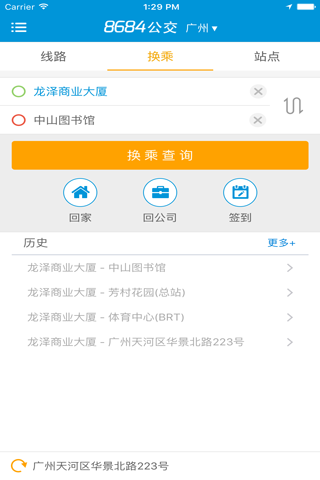 Carrier 1:29 PM
8684公交 广州▼
线路 换乘 站点
龙泽商业大厦
中山图书馆
换乘查询
回家 回公司 签到
历史 更多+
龙泽商业大厦 - 中山图书馆
龙泽商业大厦 - 芳村花园(总站)
龙泽商业大厦 - 体育中心(BRT)
龙泽商业大厦 - 广州天河区华景北路223号
广州天河区华景北路223号